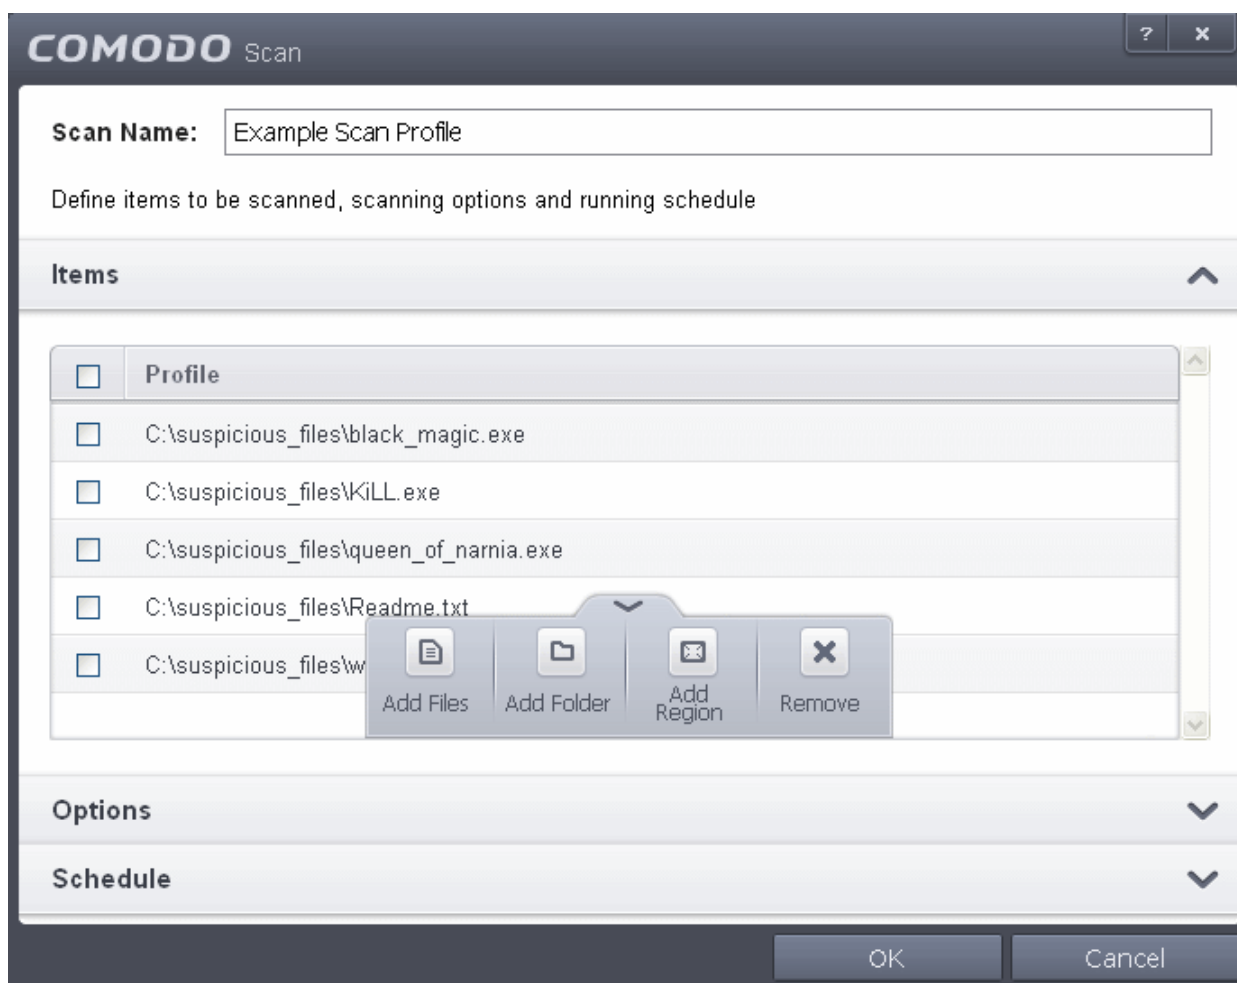 COMODO Scan
?
Scan Name: Example Scan Profile
Define items to be scanned, scanning options and running schedule
Items
Profile
C:\suspicious_files\black_magic.exe
C:\suspicious_files\KiLL.exe
C:\suspicious_files\queen_of_narnia.exe
C:\suspicious_files\Readme.txt
C:\suspicious_files\w
Add Files
Add Folder
Add
Region
Remove
Options
Schedule
OK
Cancel